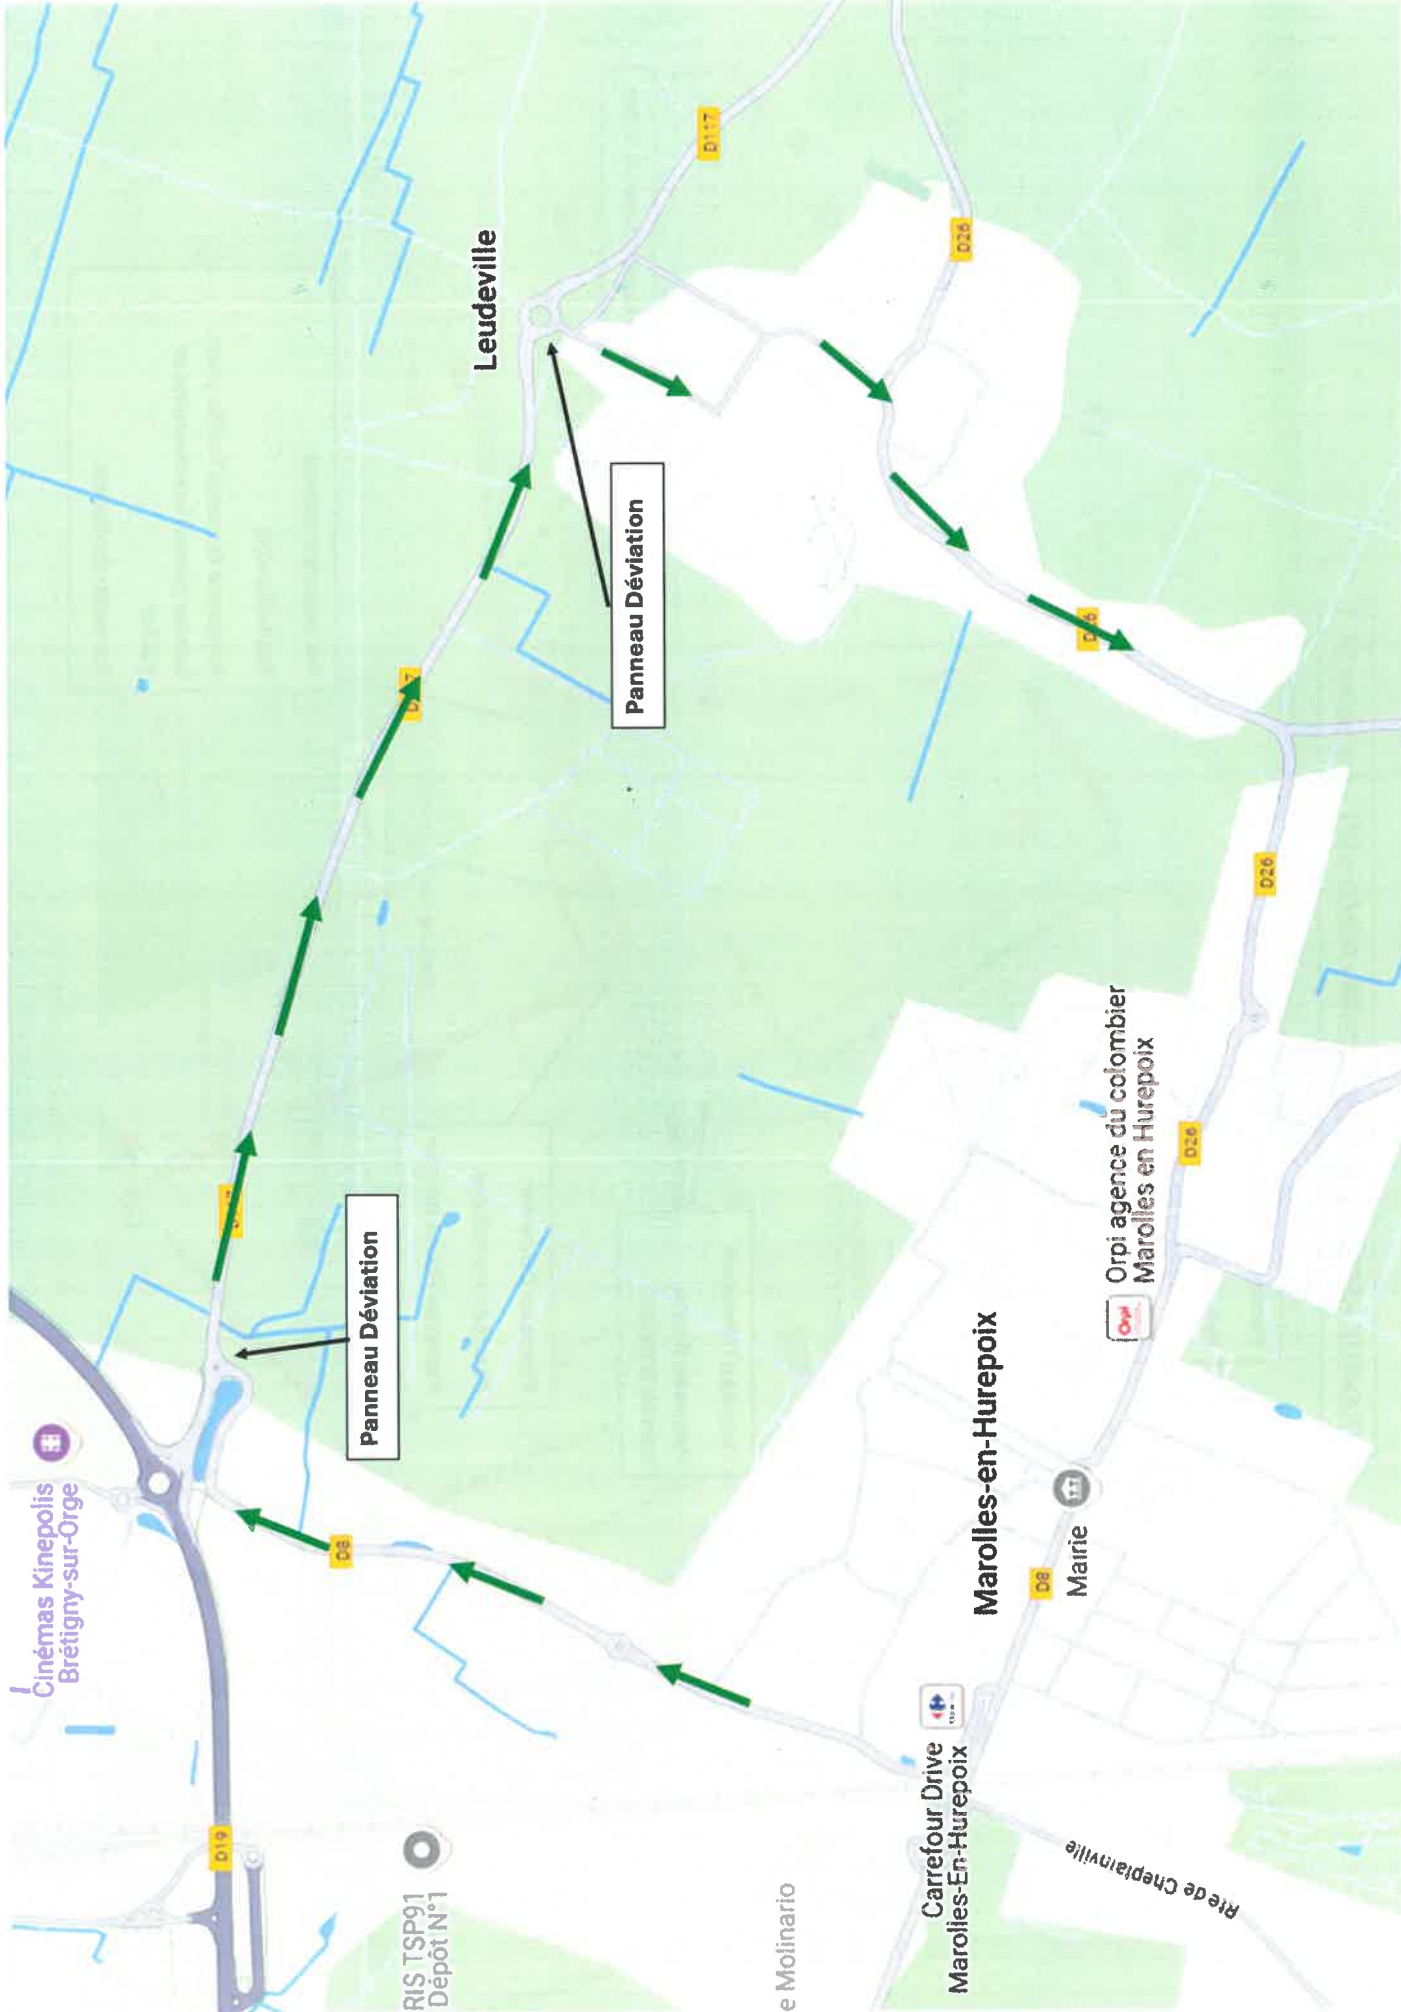 Cinémas Kinepolis
Brétigny-sur-Orge
D19
RIS TSP91
Dépôt N°1
D8
Panneau Déviation
Leudeville
D117
Panneau Déviation
D26
D26
e Molinario
Carrefour Drive
Marolles-En-Hurepoix
Rte de Cheptainville
Marolles-en-Hurepoix
D8
Mairie
Orpi
Orpi agence du colombier
Marolles en Hurepoix
D26